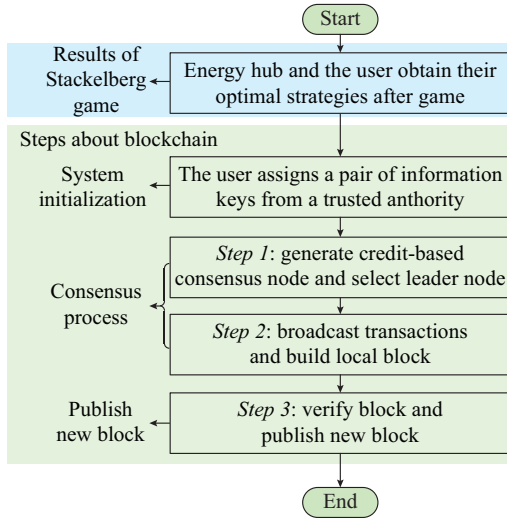 Start
Results of
Stackelberg
game
Energy hub and the user obtain their
optimal strategies after game
Steps about blockchain
System
initialization
The user assigns a pair of information
keys from a trusted anthority
Consensus
process
Step 1: generate credit-based
consensus node and select leader node
Step 2: broadcast transactions
and build local block
Publish
new block
Step 3: verify block and
publish new block
End